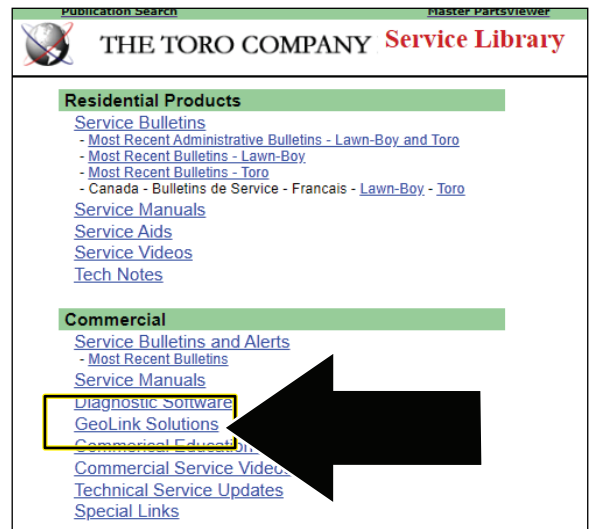 Publication Search Master PartsViewer
THE TORO COMPANY Service Library
Residential Products
Service Bulletins
- Most Recent Administrative Bulletins - Lawn-Boy and Toro
- Most Recent Bulletins - Lawn-Boy
- Most Recent Bulletins - Toro
- Canada - Bulletins de Service - Francais - Lawn-Boy - Toro
Service Manuals
Service Aids
Service Videos
Tech Notes
Commercial
Service Bulletins and Alerts
- Most Recent Bulletins
Service Manuals
Diagnostic Software
GeoLink Solutions
Commerical Education
Commercial Service Videos
Technical Service Updates
Special Links